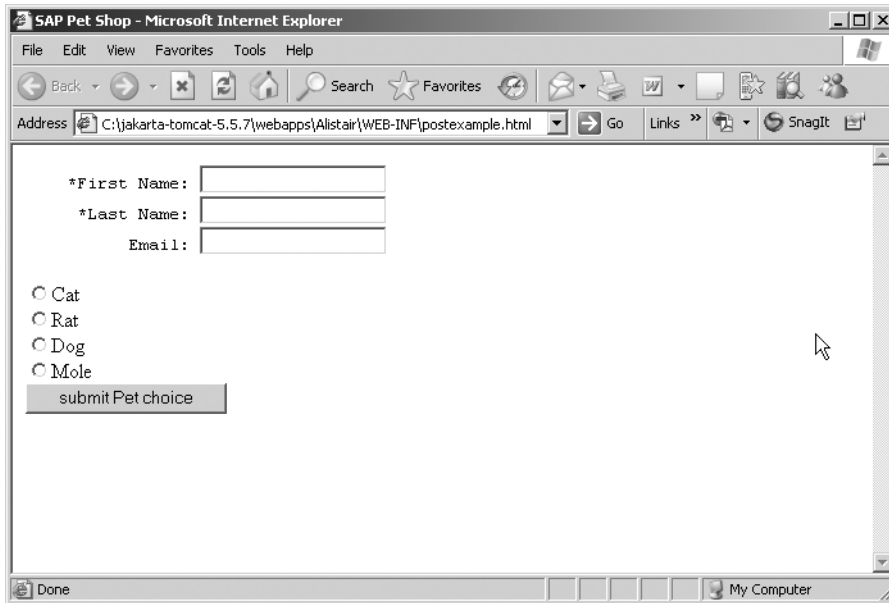 SAP Pet Shop - Microsoft Internet Explorer
File Edit View Favorites Tools Help
Back Search Favorites
Address C:\jakarta-tomcat-5.5.7\webapps\Alistair\WEB-INF\postexample.html Go Links » SnagIt
*First Name:
*Last Name:
Email:
Cat
Rat
Dog
Mole
submit Pet choice
Done My Computer